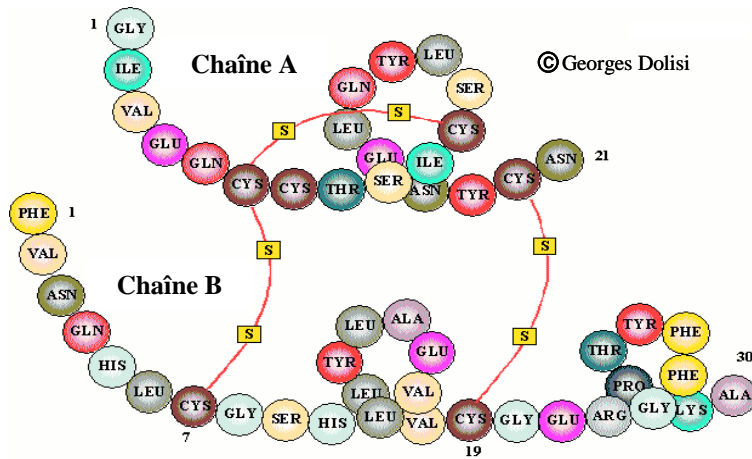 1 GLY
Chaîne A
© Georges Dolisi
ILE
VAL
GLU
GLN
CYS
CYS
THR
SER
ILE
CYS
SER
LEU
TYR
GLN
LEU
GLU
ASN
TYR
CYS
ASN
21
S
S
S
S
S
S
Chaîne B
PHE 1
VAL
ASN
GLN
HIS
LEU
CYS
7
GLY
SER
HIS
LEU
VAL
GLU
ALA
LEU
TYR
LEU
VAL
CYS
19
GLY
GLU
ARG
GLY
PHE
PHE
TYR
THR
PRO
LYS
ALA
30